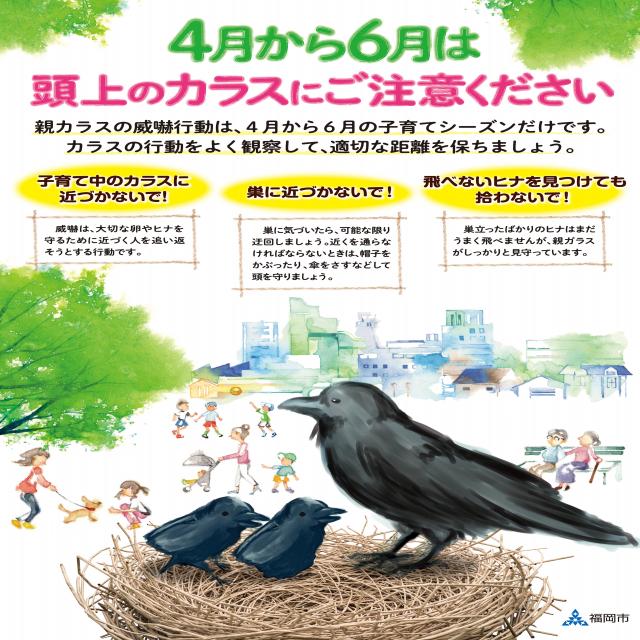 4月から6月は
頭上のカラスにご注意ください
親カラスの威嚇行動は、4月から6月の子育てシーズンだけです。
カラスの行動をよく観察して、適切な距離を保ちましょう。
子育て中のカラスに
近づかないで!
威嚇は、大切な卵やヒナを
守るために近づく人を追い返
そうとする行動です。
巣に近づかないで!
巣に気づいたら、可能な限り
迂回しましょう。近くを通らな
ければならないときは、帽子を
かぶったり、傘をさすなどして
頭を守りましょう。
飛べないヒナを見つけても
拾わないで!
巣立ったばかりのヒナはまだ
うまく飛べませんが、親ガラス
がしっかりと見守っています。
福岡市